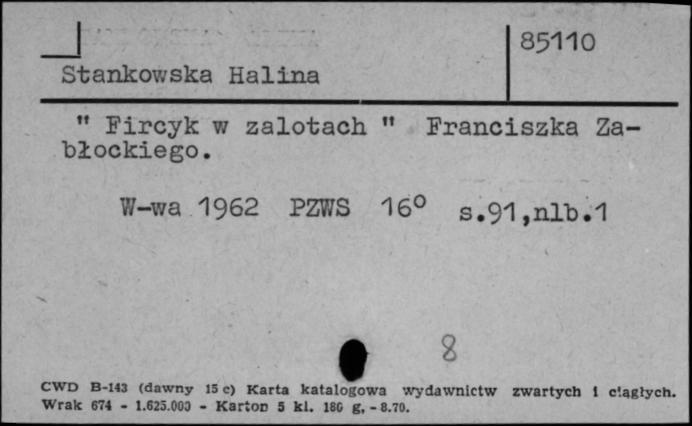 85110
Stankowska Halina
" Fircyk w zalotach " Franciszka Za-
błockiego.
W-wa 1962 PZWS 16° s.91,nlb.1
8
CWD B-143 (dawny 15 c) Karta katalogowa wydawnictw zwartych i ciągłych.
Wrak 674 - 1.625.000 - Karton 5 kl. 180 g, - 8.70.